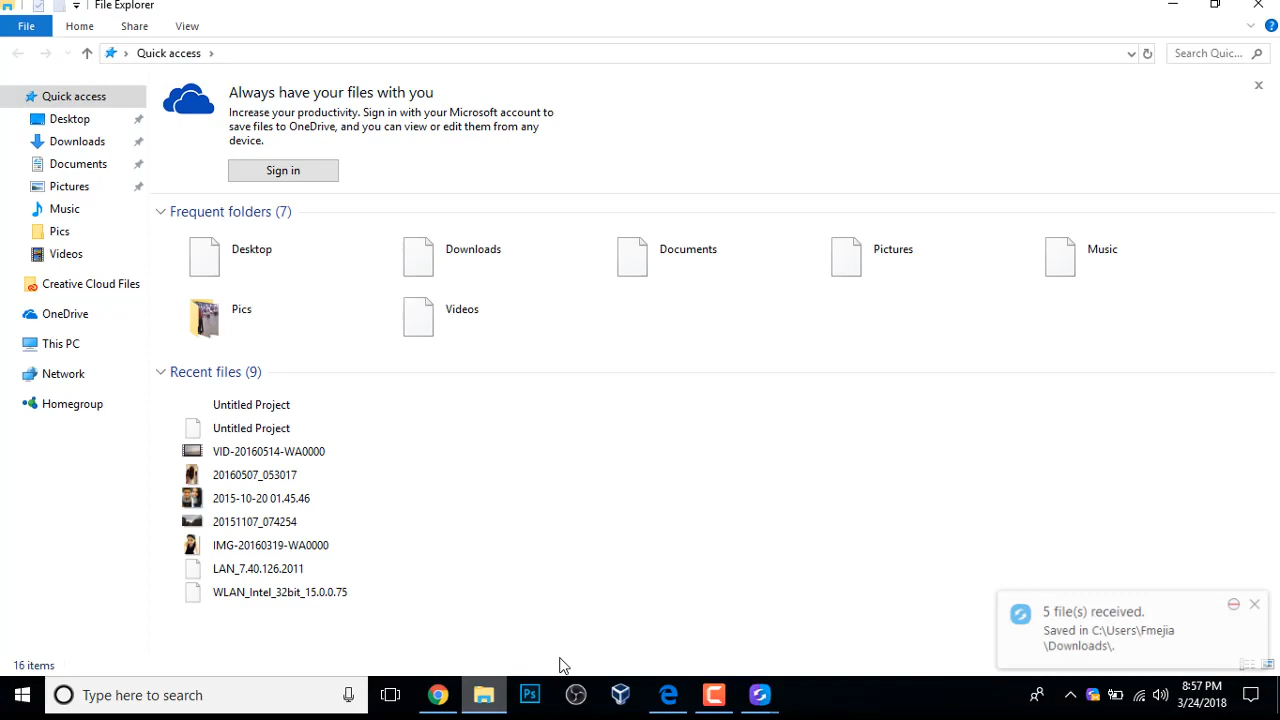 File Explorer
File Home Share View
Quick access
Search Quic...
Quick access
Desktop
Downloads
Documents
Pictures
Music
Pics
Videos
Creative Cloud Files
OneDrive
This PC
Network
Homegroup
Always have your files with you
Increase your productivity. Sign in with your Microsoft account to
save files to OneDrive, and you can view or edit them from any
device.
Sign in
Frequent folders (7)
Desktop Downloads Documents Pictures Music
Pics Videos
Recent files (9)
Untitled Project
Untitled Project
VID-20160514-WA0000
20160507_053017
2015-10-20 01.45.46
20151107_074254
IMG-20160319-WA0000
LAN_7.40.126.2011
WLAN_Intel_32bit_15.0.0.75
5 file(s) received.
Saved in C:\Users\Fmejia
\Downloads\.
16 items
Type here to search
Ps
8:57 PM
3/24/2018